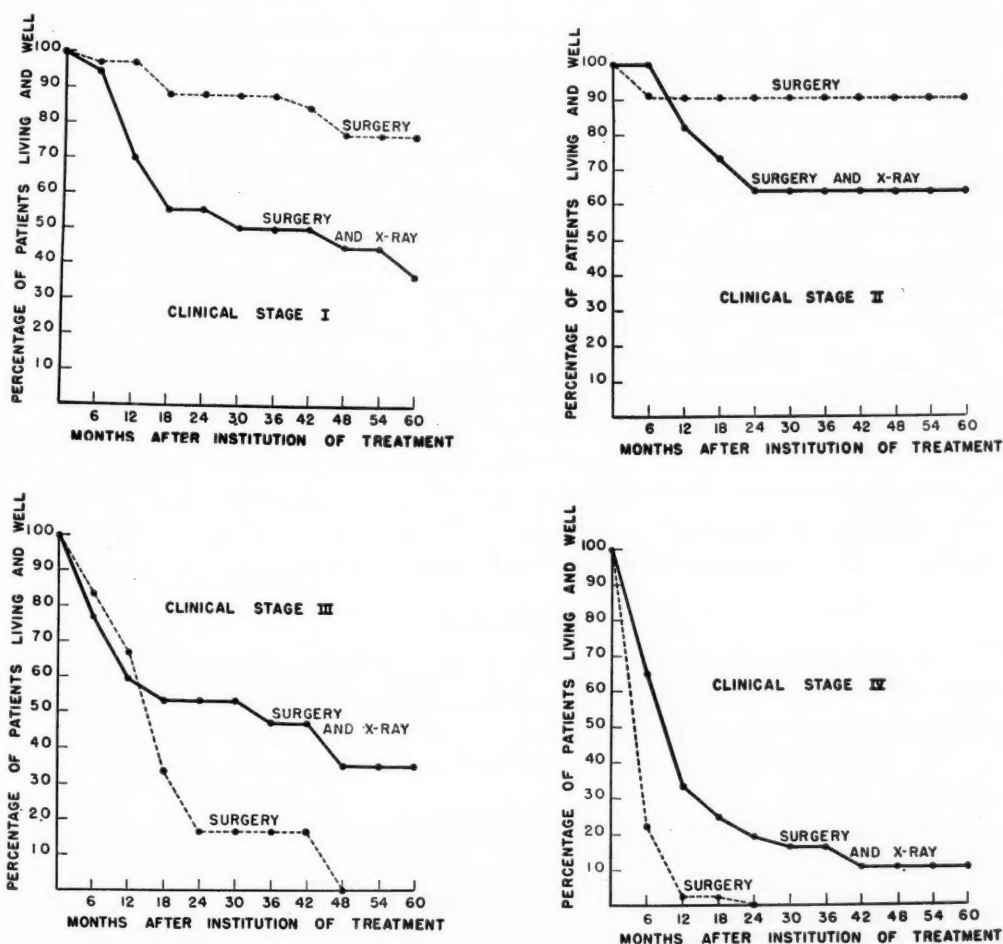 PERCENTAGE OF PATIENTS LIVING AND WELL
100
90
80
70
60
50
40
30
20
10
SURGERY
SURGERY
AND X-RAY
CLINICAL STAGE I
6 12 18 24 30 36 42 48 54 60
MONTHS AFTER INSTITUTION OF TREATMENT
PERCENTAGE OF PATIENTS LIVING AND WELL
100
90
80
70
60
50
40
30
20
10
SURGERY
SURGERY AND X-RAY
CLINICAL STAGE II
6 12 18 24 30 36 42 48 54 60
MONTHS AFTER INSTITUTION OF TREATMENT
PERCENTAGE OF PATIENTS LIVING AND WELL
100
90
80
70
60
50
40
30
20
10
CLINICAL STAGE III
SURGERY
AND X-RAY
SURGERY
6 12 18 24 30 36 42 48 54 60
MONTHS AFTER INSTITUTION OF TREATMENT
PERCENTAGE OF PATIENTS LIVING AND WELL
100
90
80
70
60
50
40
30
20
10
CLINICAL STAGE IV
SURGERY
AND X-RAY
SURGERY
6 12 18 24 30 36 42 48 54 60
MONTHS AFTER INSTITUTION OF TREATMENT